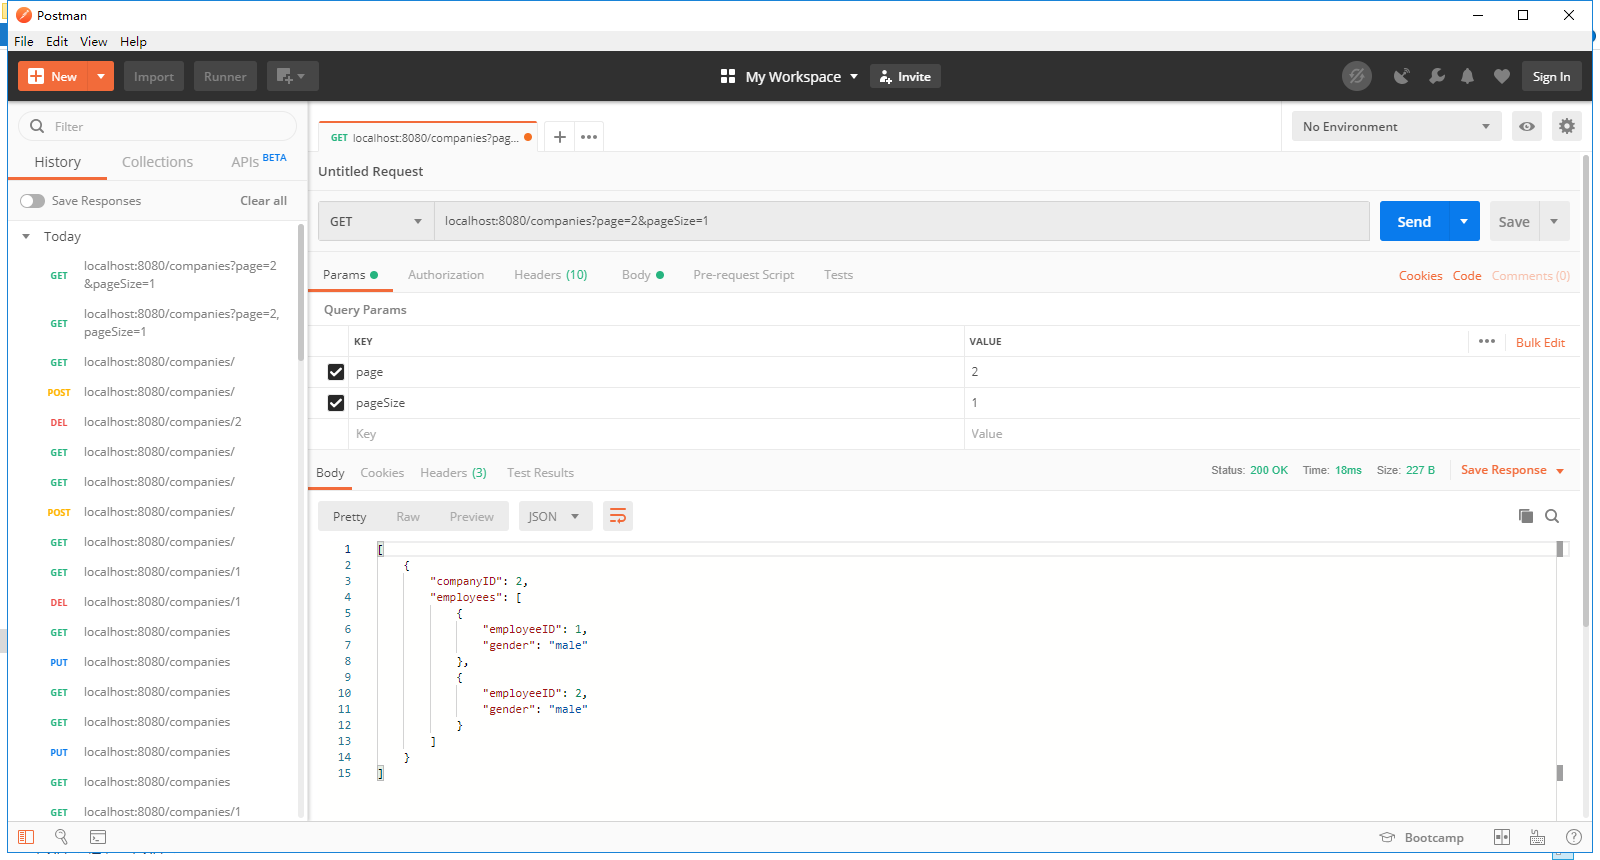 Postman
File Edit View Help
New Import Runner My Workspace Invite Sign In
Filter
History Collections APIs BETA
Save Responses Clear all
Today
GET localhost:8080/companies?page=2
&pageSize=1
GET localhost:8080/companies?page=2,
pageSize=1
GET localhost:8080/companies/
POST localhost:8080/companies/
DEL localhost:8080/companies/2
GET localhost:8080/companies/
GET localhost:8080/companies/
POST localhost:8080/companies/
GET localhost:8080/companies/
GET localhost:8080/companies/1
DEL localhost:8080/companies/1
GET localhost:8080/companies
PUT localhost:8080/companies
GET localhost:8080/companies
GET localhost:8080/companies
PUT localhost:8080/companies
GET localhost:8080/companies
GET localhost:8080/companies/1
GET localhost:8080/companies?pag...
No Environment
Untitled Request
GET localhost:8080/companies?page=2&pageSize=1 Send Save
Params Authorization Headers (10) Body Pre-request Script Tests Cookies Code Comments (0)
Query Params
KEY VALUE Bulk Edit
page 2
pageSize 1
Key Value
Body Cookies Headers (3) Test Results Status: 200 OK Time: 18ms Size: 227 B Save Response
Pretty Raw Preview JSON
1 [
2 {
3 "companyID": 2,
4 "employees": [
5 {
6 "employeeID": 1,
7 "gender": "male"
8 },
9 {
10 "employeeID": 2,
11 "gender": "male"
12 }
13 ]
14 }
15 ]
Bootcamp